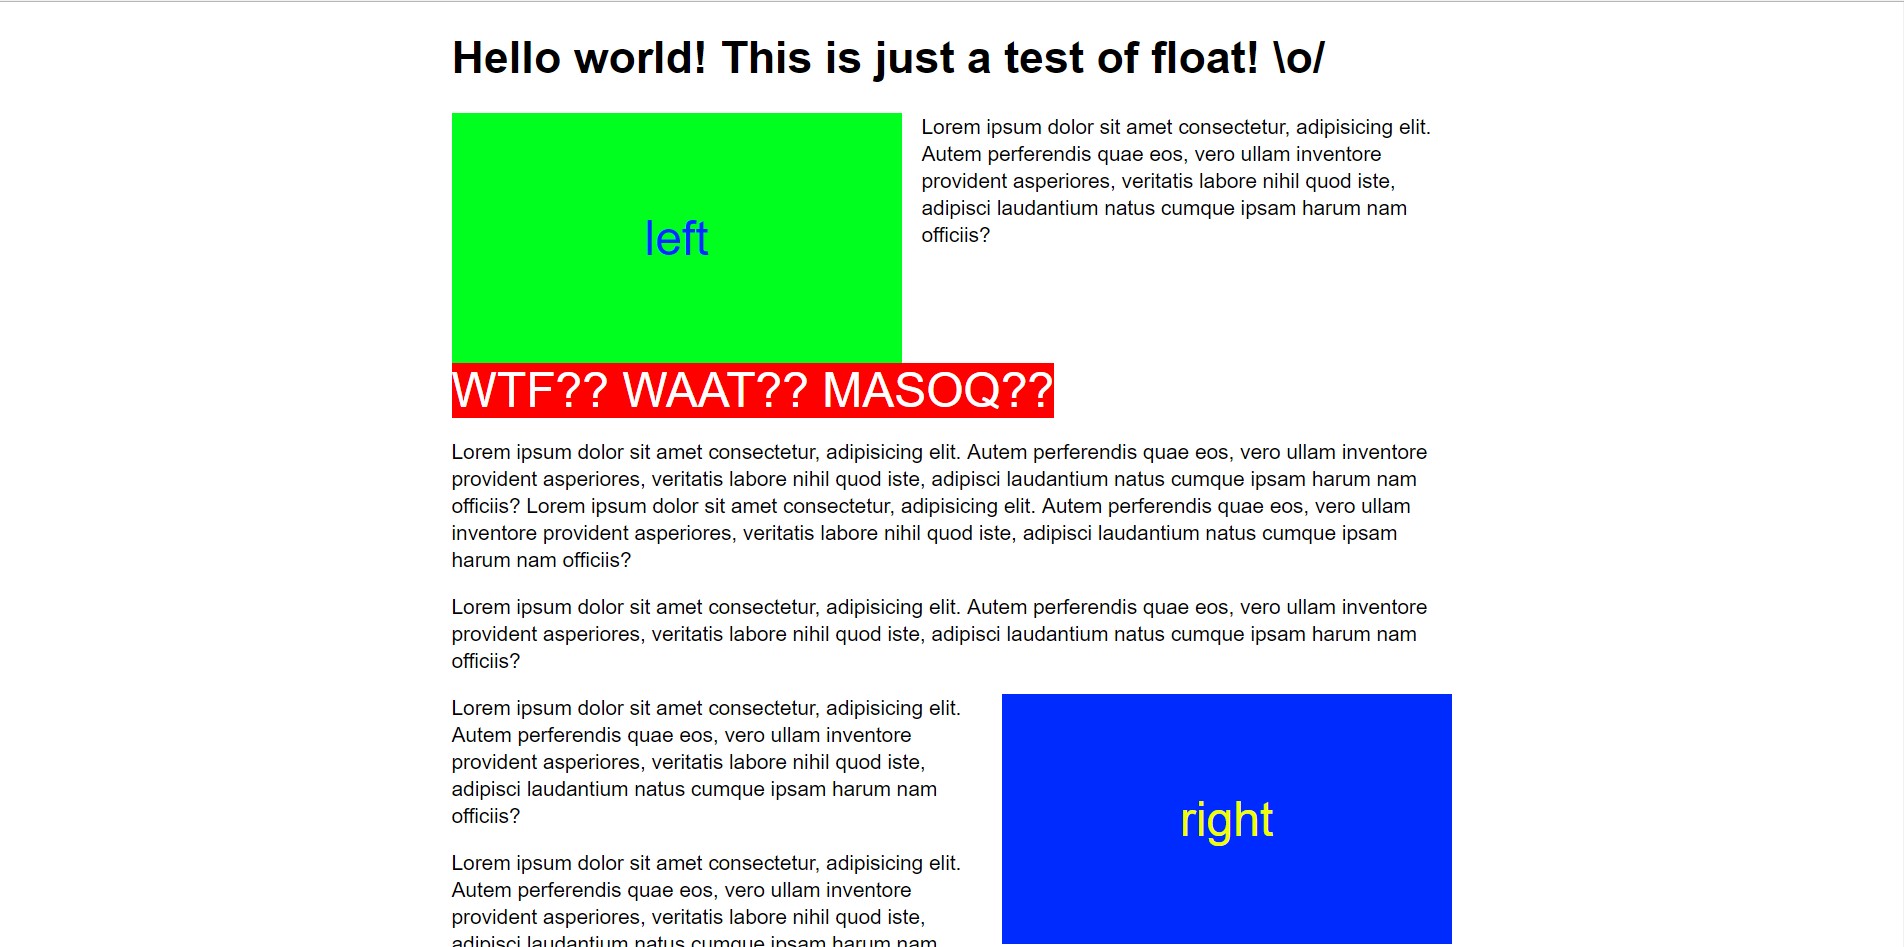 Hello world! This is just a test of float! \o/
left
Lorem ipsum dolor sit amet consectetur, adipisicing elit.
Autem perferendis quae eos, vero ullam inventore
provident asperiores, veritatis labore nihil quod iste,
adipisci laudantium natus cumque ipsam harum nam
officiis?
WTF?? WAAT?? MASOQ??
Lorem ipsum dolor sit amet consectetur, adipisicing elit. Autem perferendis quae eos, vero ullam inventore
provident asperiores, veritatis labore nihil quod iste, adipisci laudantium natus cumque ipsam harum nam
officiis? Lorem ipsum dolor sit amet consectetur, adipisicing elit. Autem perferendis quae eos, vero ullam
inventore provident asperiores, veritatis labore nihil quod iste, adipisci laudantium natus cumque ipsam
harum nam officiis?
Lorem ipsum dolor sit amet consectetur, adipisicing elit. Autem perferendis quae eos, vero ullam inventore
provident asperiores, veritatis labore nihil quod iste, adipisci laudantium natus cumque ipsam harum nam
officiis?
Lorem ipsum dolor sit amet consectetur, adipisicing elit.
Autem perferendis quae eos, vero ullam inventore
provident asperiores, veritatis labore nihil quod iste,
adipisci laudantium natus cumque ipsam harum nam
officiis?
right
Lorem ipsum dolor sit amet consectetur, adipisicing elit.
Autem perferendis quae eos, vero ullam inventore
provident asperiores, veritatis labore nihil quod iste,
adipisci laudantium natus cumque ipsam harum nam